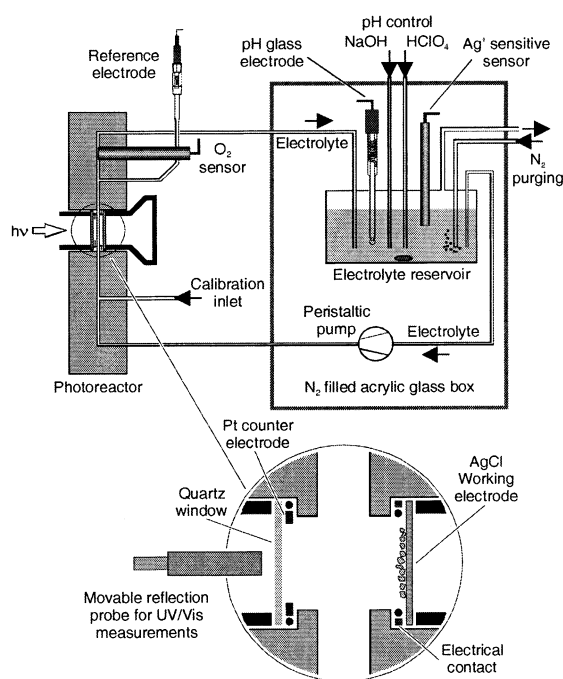 pH control
NaOH HClO₄
Reference
electrode
pH glass
electrode
Ag⁺ sensitive
sensor
O₂
sensor
Electrolyte
N₂
purging
hν
Electrolyte reservoir
Calibration
inlet
Peristaltic
pump
Electrolyte
Photoreactor
N₂ filled acrylic glass box
Pt counter
electrode
AgCl
Working
electrode
Quartz
window
Movable reflection
probe for UV/Vis
measurements
Electrical
contact